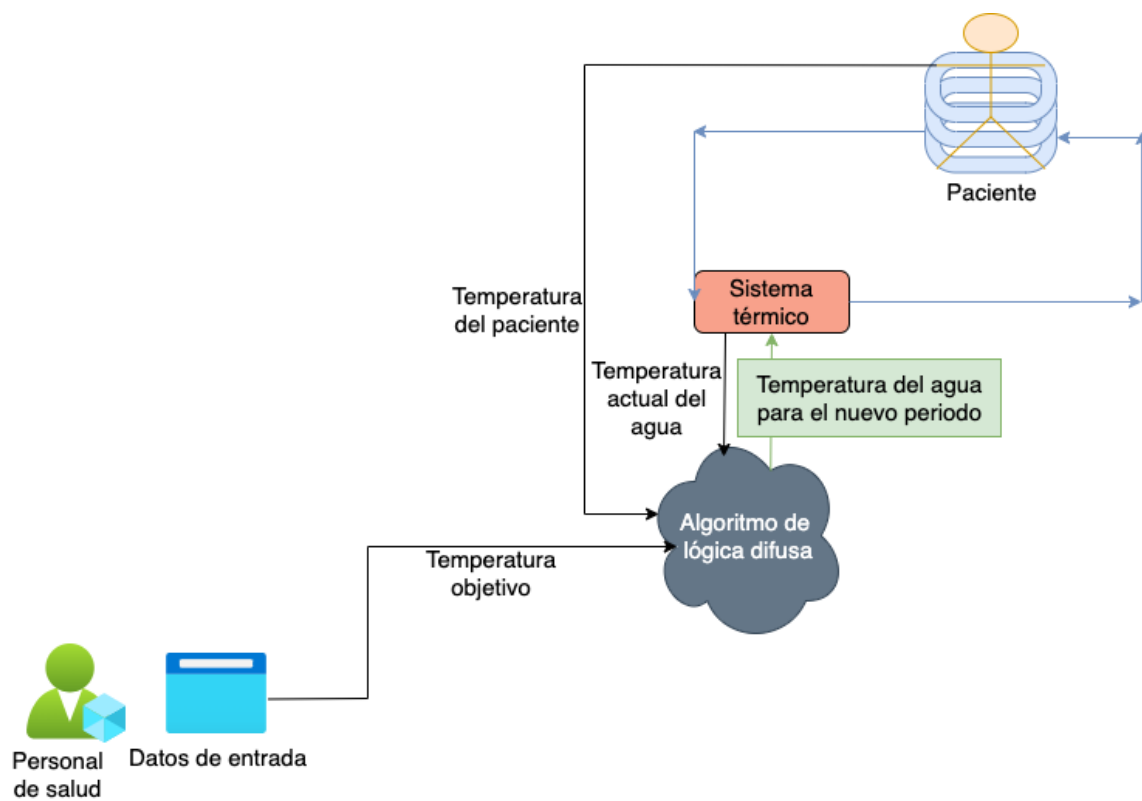 Paciente
Sistema
térmico
Temperatura
del paciente
Temperatura
actual del
agua
Temperatura del agua
para el nuevo periodo
Algoritmo de
lógica difusa
Temperatura
objetivo
Datos de entrada
Personal
de salud